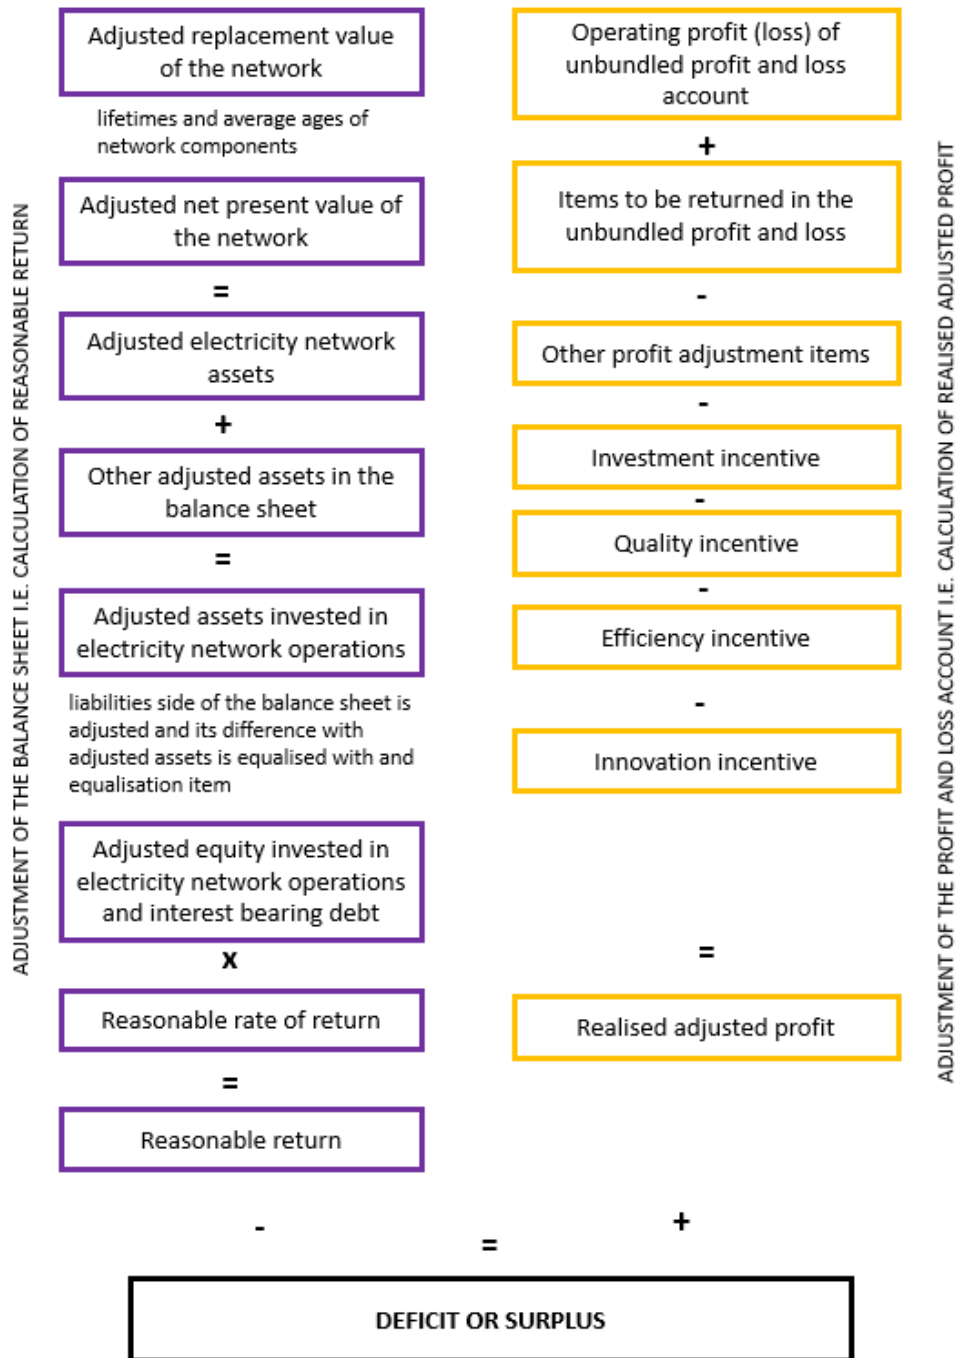 ADJUSTMENT OF THE BALANCE SHEET I.E. CALCULATION OF REASONABLE RETURN
Adjusted replacement value
of the network
lifetimes and average ages of
network components
Adjusted net present value of
the network
=
Adjusted electricity network
assets
+
Other adjusted assets in the
balance sheet
=
Adjusted assets invested in
electricity network operations
liabilities side of the balance sheet is
adjusted and its difference with
adjusted assets is equalised with and
equalisation item
Adjusted equity invested in
electricity network operations
and interest bearing debt
x
Reasonable rate of return
=
Reasonable return
-
Operating profit (loss) of
unbundled profit and loss
account
+
Items to be returned in the
unbundled profit and loss
-
Other profit adjustment items
-
Investment incentive
-
Quality incentive
-
Efficiency incentive
-
Innovation incentive
=
Realised adjusted profit
+
ADJUSTMENT OF THE PROFIT AND LOSS ACCOUNT I.E. CALCULATION OF REALISED ADJUSTED PROFIT
=
DEFICIT OR SURPLUS